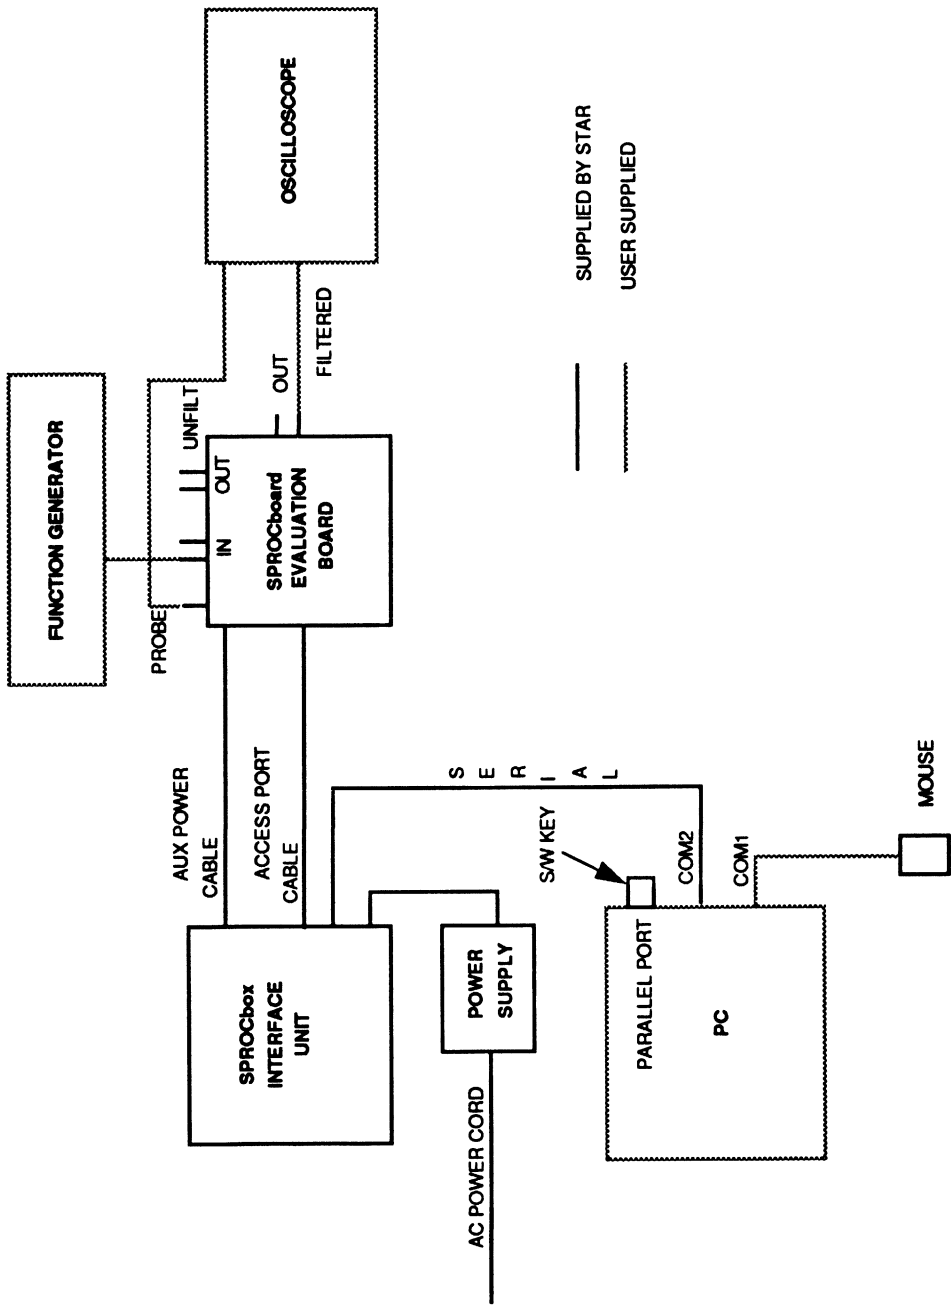 FUNCTION GENERATOR
OSCILLOSCOPE
PROBE
UNFILT
IN
OUT
OUT
FILTERED
SPROCboard
EVALUATION
BOARD
AUX POWER
CABLE
ACCESS PORT
CABLE
SPROCbox
INTERFACE
UNIT
SERIAL
POWER
SUPPLY
AC POWER CORD
S/W KEY
PARALLEL PORT
PC
COM2
COM1
MOUSE
SUPPLIED BY STAR
USER SUPPLIED